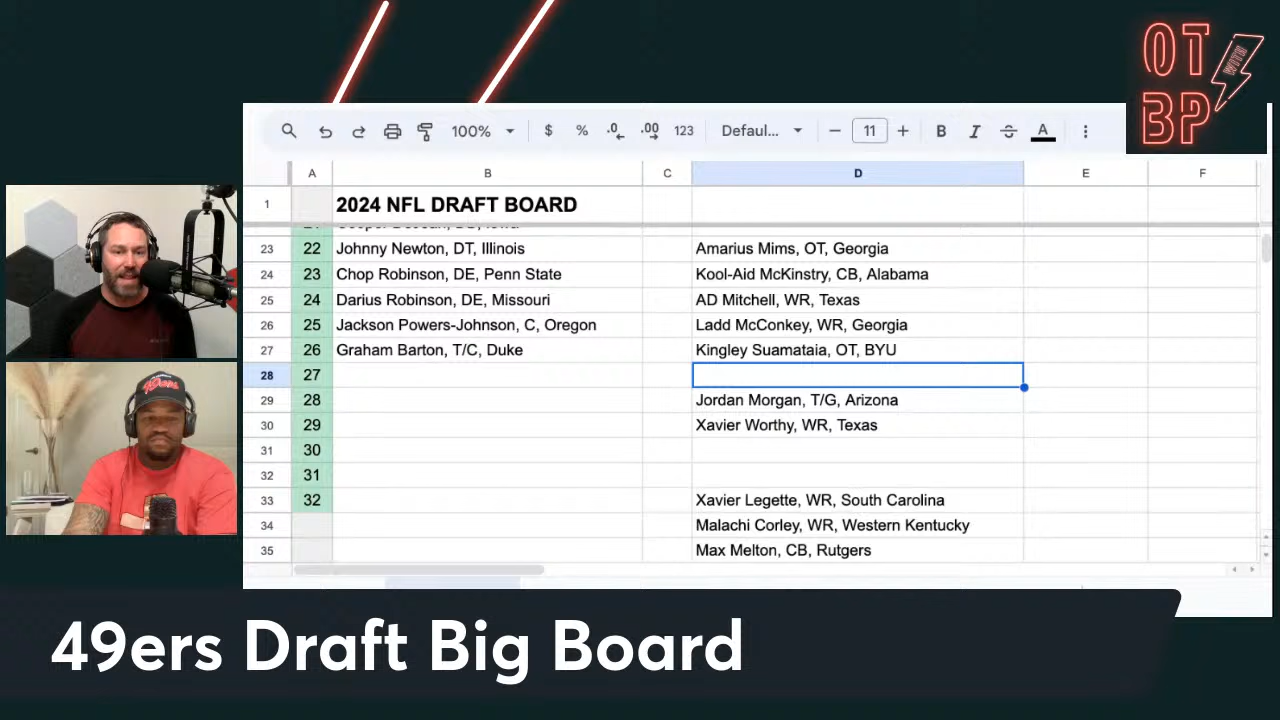 OT
BP
100%
$
%
.0
.00
123
Defaul...
11
B
I
A
A B C D E F
1 2024 NFL DRAFT BOARD
23 22 Johnny Newton, DT, Illinois Amarius Mims, OT, Georgia
24 23 Chop Robinson, DE, Penn State Kool-Aid McKinstry, CB, Alabama
25 24 Darius Robinson, DE, Missouri AD Mitchell, WR, Texas
26 25 Jackson Powers-Johnson, C, Oregon Ladd McConkey, WR, Georgia
27 26 Graham Barton, T/C, Duke Kingley Suamataia, OT, BYU
28 27
29 28 Jordan Morgan, T/G, Arizona
30 29 Xavier Worthy, WR, Texas
31 30
32 31
33 32 Xavier Legette, WR, South Carolina
34 Malachi Corley, WR, Western Kentucky
35 Max Melton, CB, Rutgers
49ers Draft Big Board